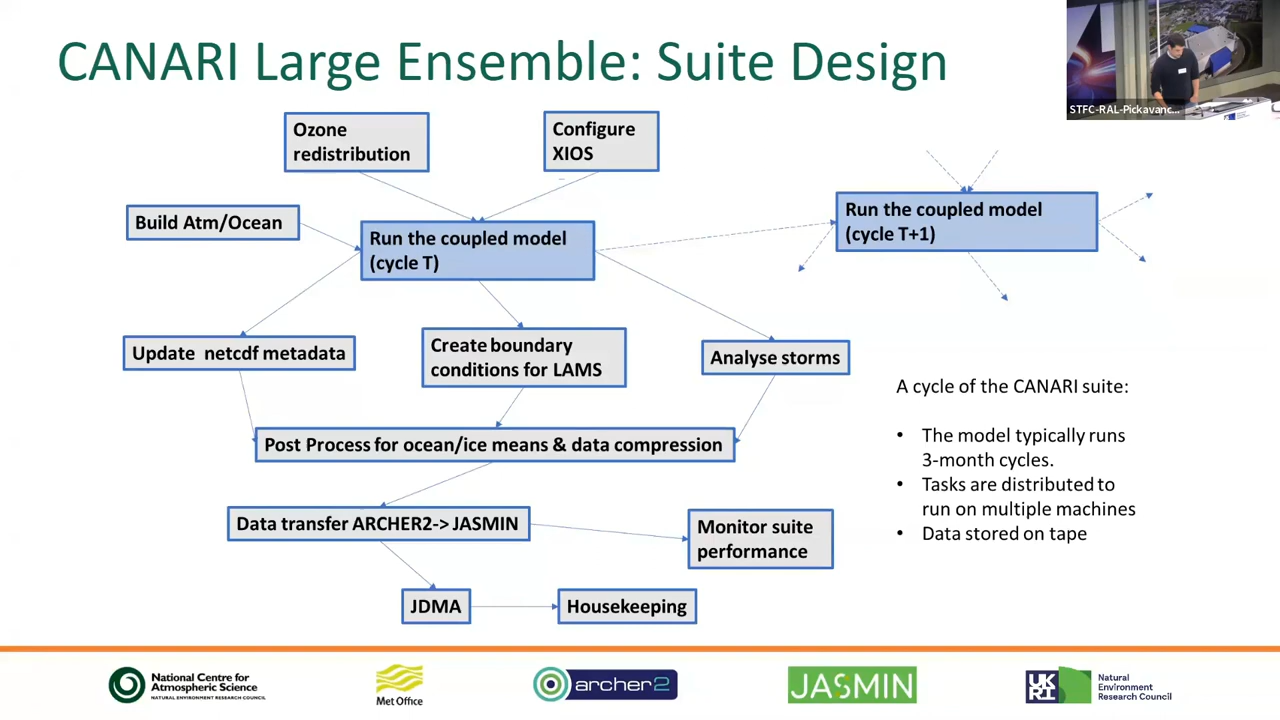 CANARI Large Ensemble: Suite Design
STFC-RAL-Pickavanc...
Ozone
redistribution
Configure
XIOS
Build Atm/Ocean
Run the coupled model
(cycle T)
Run the coupled model
(cycle T+1)
Update netcdf metadata
Create boundary
conditions for LAMS
Analyse storms
Post Process for ocean/ice means & data compression
Data transfer ARCHER2-> JASMIN
Monitor suite
performance
JDMA
Housekeeping
A cycle of the CANARI suite:
• The model typically runs
3-month cycles.
• Tasks are distributed to
run on multiple machines
• Data stored on tape
National Centre for
Atmospheric Science
NATURAL ENVIRONMENT RESEARCH COUNCIL
Met Office
archer2
JASMIN
UKRI
Natural
Environment
Research Council